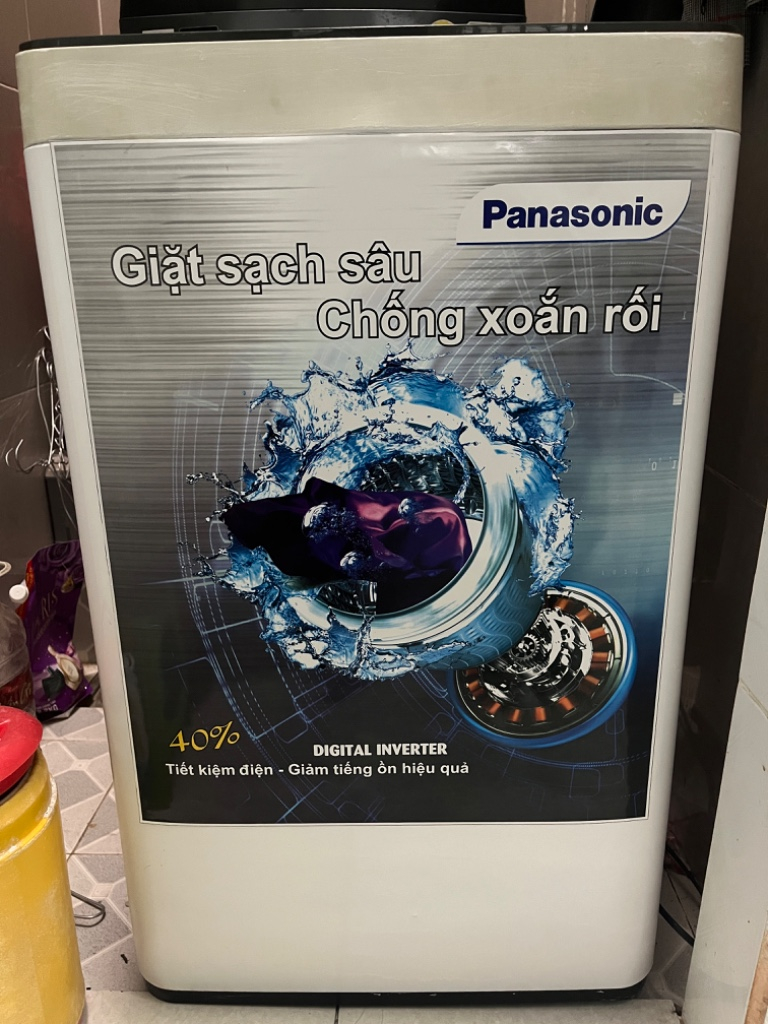 Panasonic
Giặt sạch sâu
Chống xoắn rối
40%
DIGITAL INVERTER
Tiết kiệm điện - Giảm tiếng ồn hiệu quả